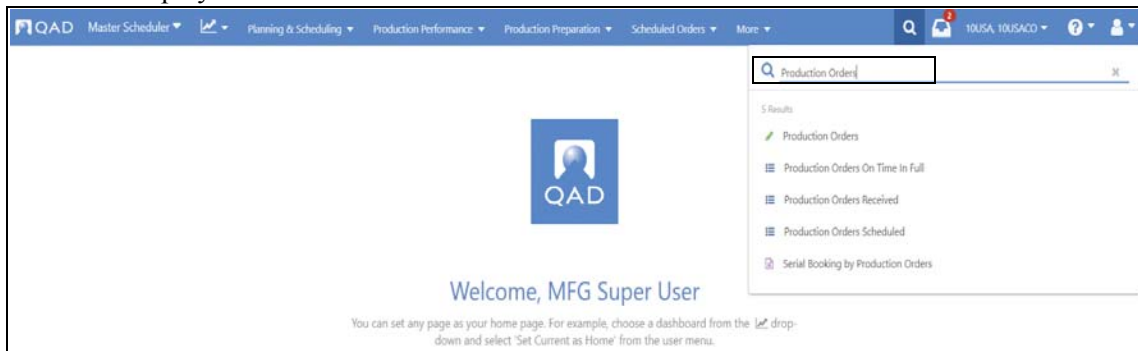 QAD Master Scheduler Planning & Scheduling Production Performance Production Preparation Scheduled Orders More 2 10USA, 10USACO ?
Production Orders x
5 Results
Production Orders
Production Orders On Time In Full
Production Orders Received
Production Orders Scheduled
Serial Booking by Production Orders
QAD
Welcome, MFG Super User
You can set any page as your home page. For example, choose a dashboard from the drop-
down and select 'Set Current as Home' from the user menu.